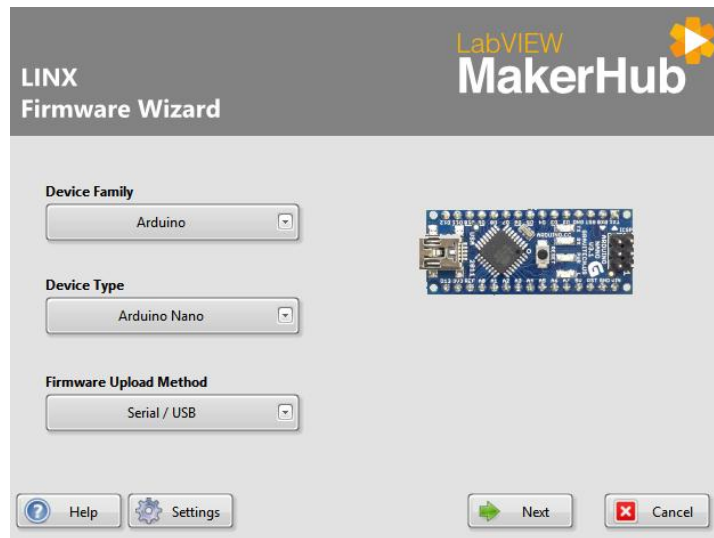 LINX
Firmware Wizard
LabVIEW
MakerHub
Device Family
Arduino
Device Type
Arduino Nano
Firmware Upload Method
Serial / USB
Help
Settings
Next
Cancel